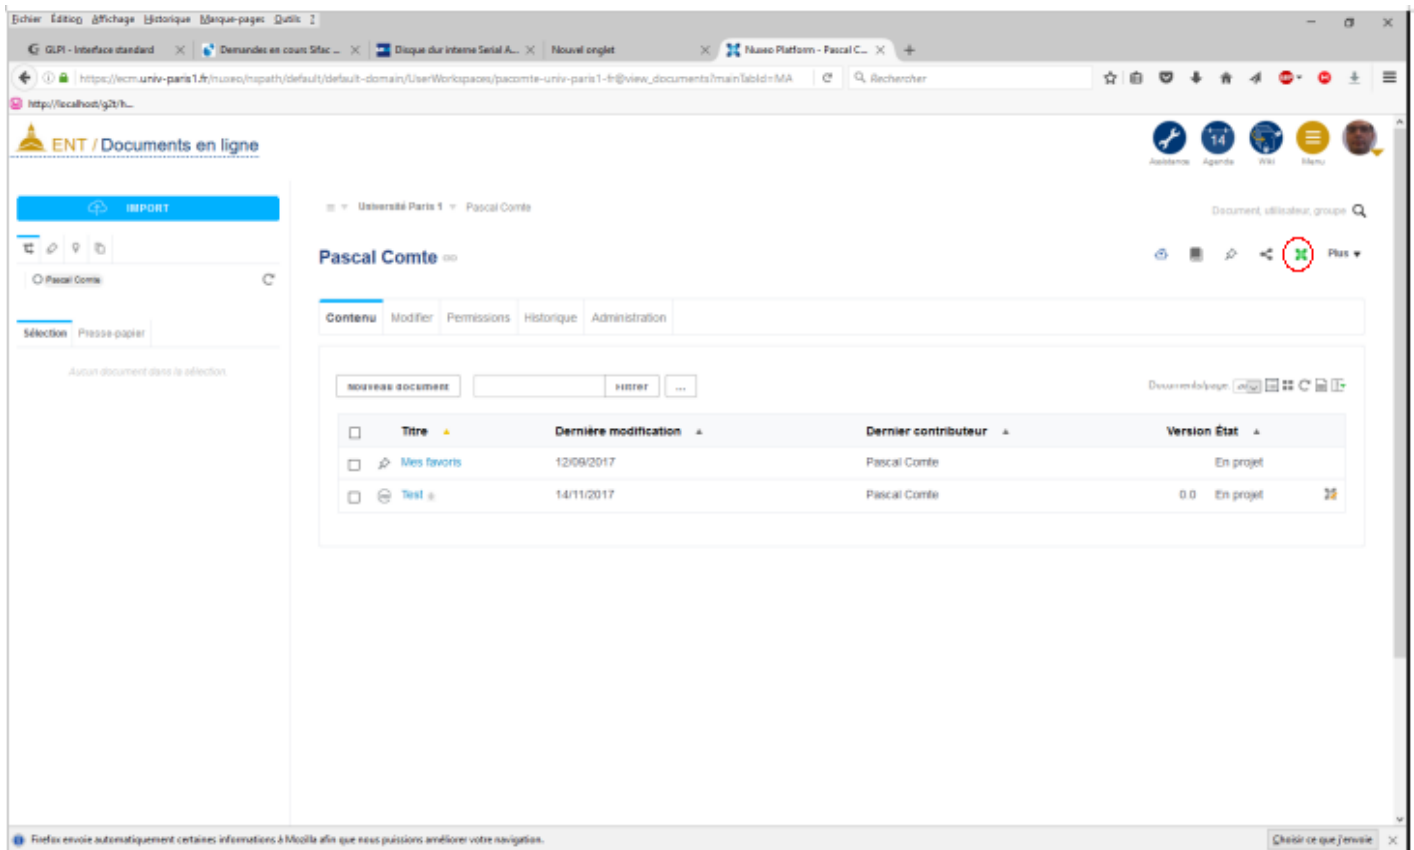 Fichier Édition Affichage Historique Marque-pages Outils ?
GLPI - Interface standard
Demandes en cours Sifac ...
Disque dur interne Serial A...
Nouvel onglet
Nuxeo Platform - Pascal C...
https://ecm.univ-paris1.fr/nuxeo/nxpath/default/default-domain/UserWorkspaces/pacomte-univ-paris1-fr@view_documents?mainTabId=MA
Rechercher
http://localhost/g2t/h...
ENT / Documents en ligne
14
Assistance Agenda Wiki Menu
IMPORT
Université Paris 1 Pascal Comte
Document, utilisateur, groupe
Pascal Comte
Plus
Pascal Comte
Contenu Modifier Permissions Historique Administration
Sélection Presse-papier
Aucun document dans la sélection.
Nouveau document
Filtrer
...
Documents/page:
Titre Dernière modification Dernier contributeur Version État
Mes favoris 12/09/2017 Pascal Comte En projet
Test 14/11/2017 Pascal Comte 0.0 En projet
Firefox envoie automatiquement certaines informations à Mozilla afin que nous puissions améliorer votre navigation.
Choisir ce que j'envoie